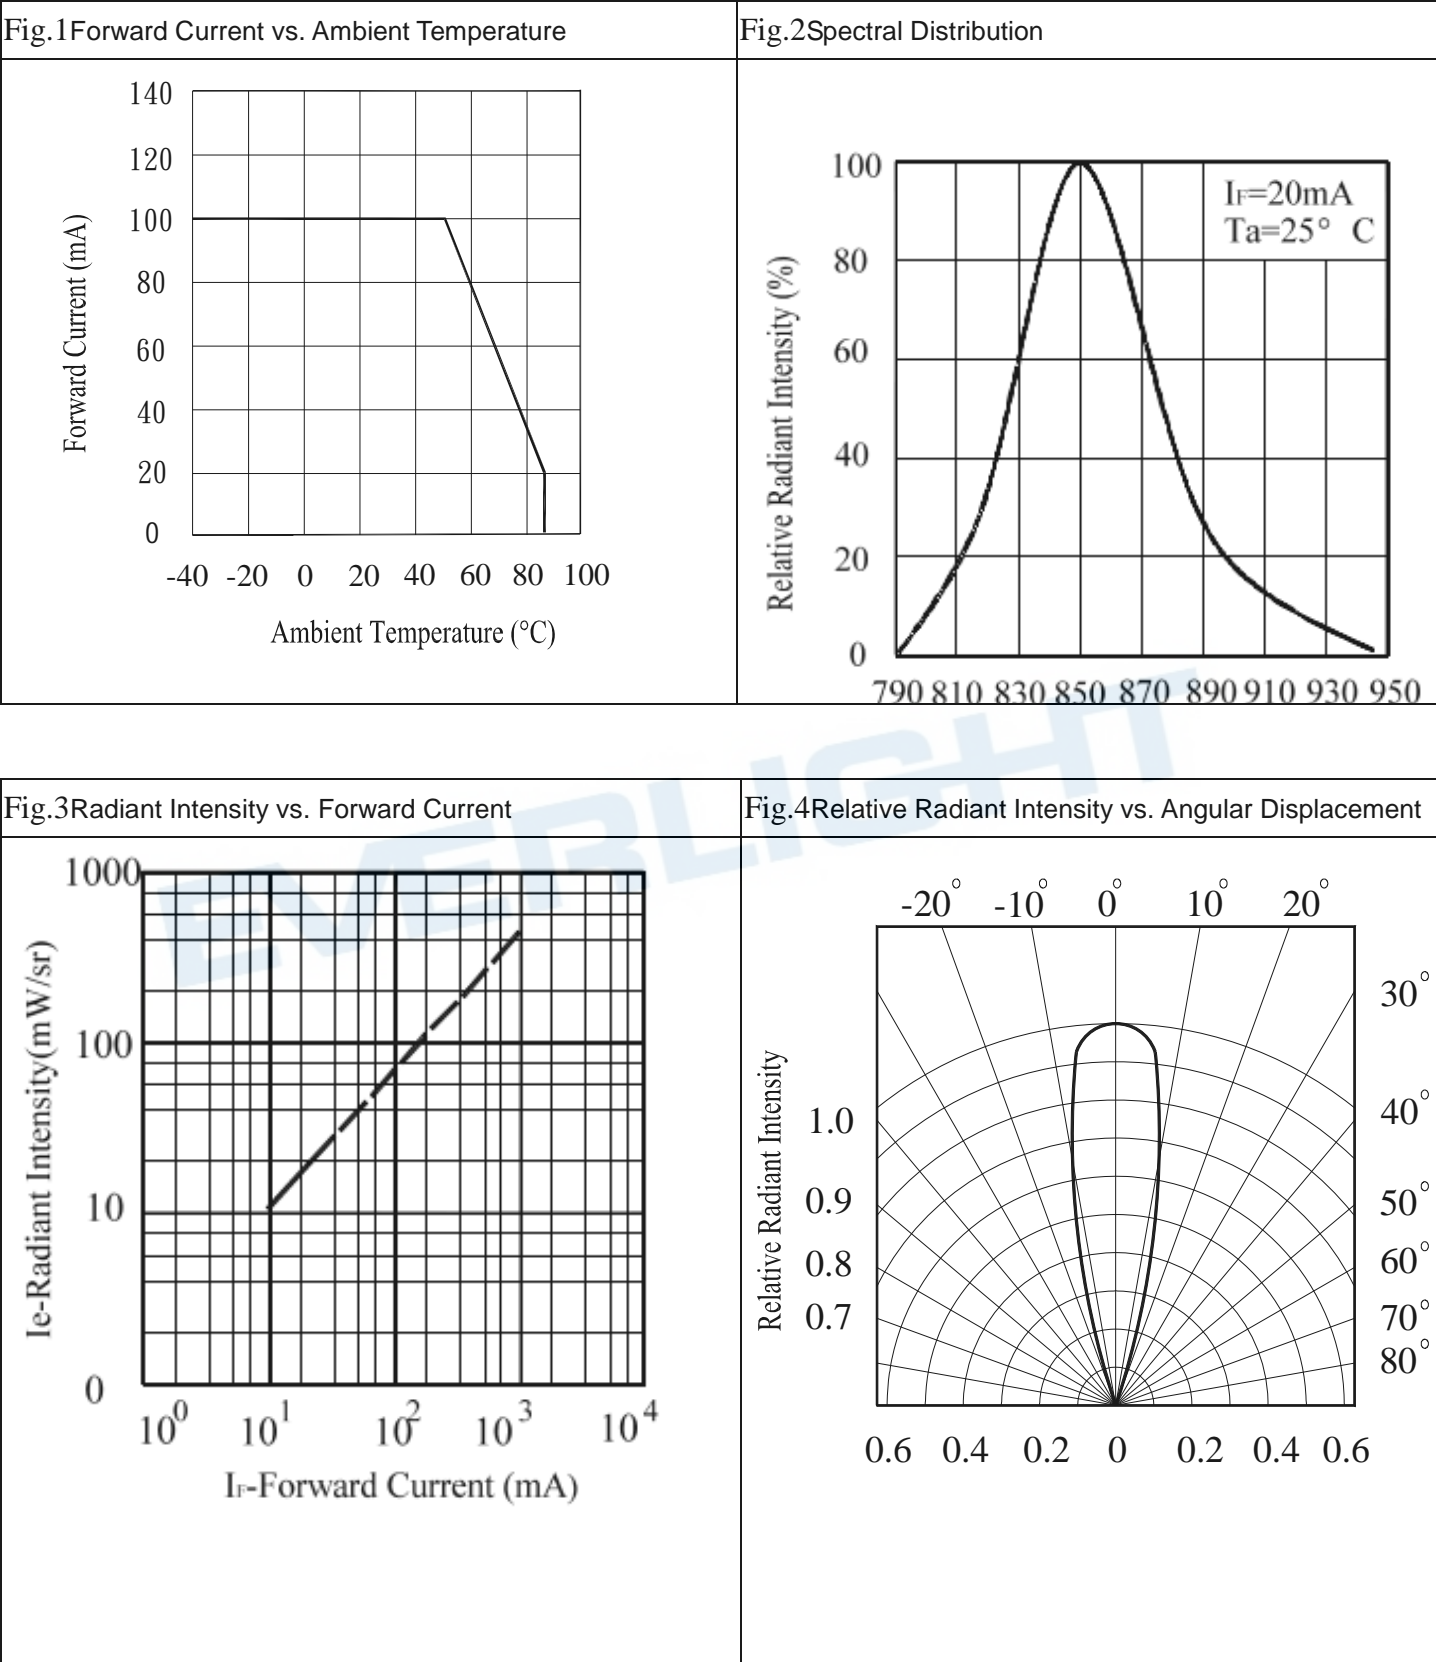 Fig.1Forward Current vs. Ambient Temperature
140
120
100
80
60
40
20
0
Forward Current (mA)
-40 -20 0 20 40 60 80 100
Ambient Temperature (°C)
Fig.2Spectral Distribution
100
80
60
40
20
0
Relative Radiant Intensity (%)
IF=20mA
Ta=25° C
790 810 830 850 870 890 910 930 950
EVERLIGHT
Fig.3Radiant Intensity vs. Forward Current
1000
100
10
0
Ie-Radiant Intensity(mW/sr)
10^0 10^1 10^2 10^3 10^4
IF-Forward Current (mA)
Fig.4Relative Radiant Intensity vs. Angular Displacement
-20° -10° 0° 10° 20°
30°
40°
50°
60°
70°
80°
1.0
0.9
0.8
0.7
Relative Radiant Intensity
0.6 0.4 0.2 0 0.2 0.4 0.6